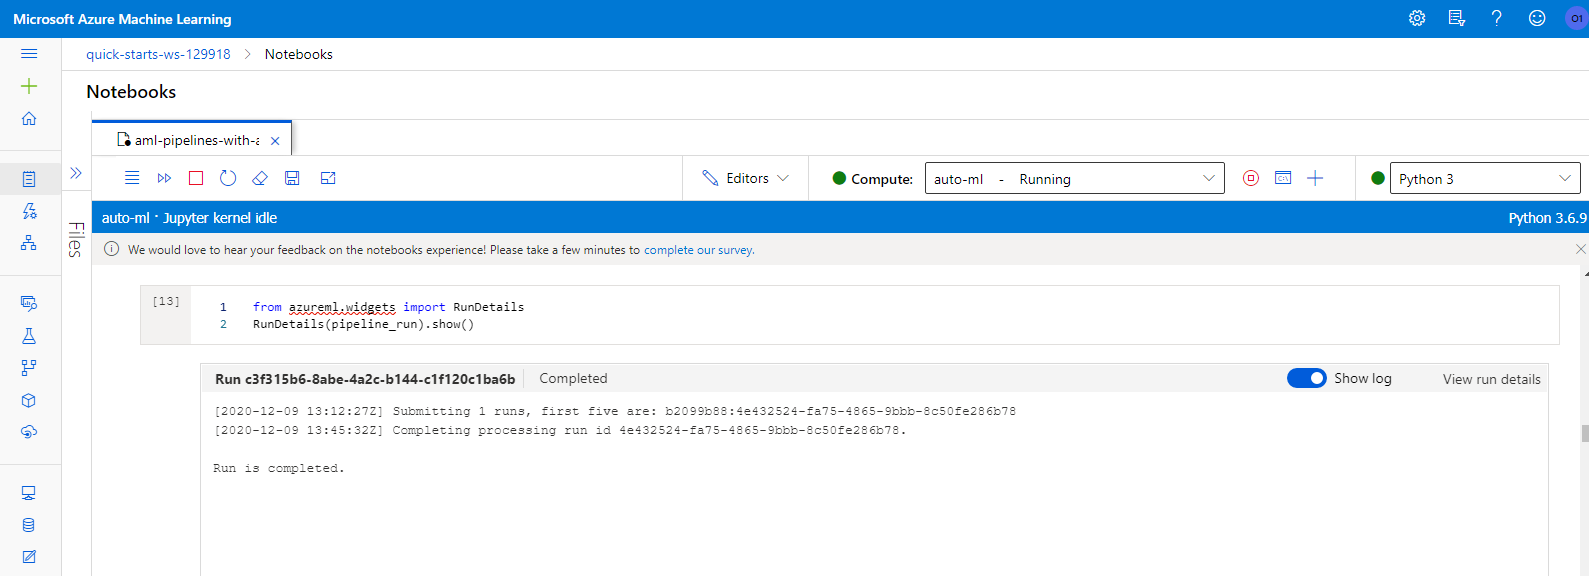 Microsoft Azure Machine Learning
O1
quick-starts-ws-129918 > Notebooks
Notebooks
aml-pipelines-with-a
Editors
Compute: auto-ml - Running
Python 3
auto-ml · Jupyter kernel idle
Python 3.6.9
Files
We would love to hear your feedback on the notebooks experience! Please take a few minutes to complete our survey.
[13]
1 from azureml.widgets import RunDetails
2 RunDetails(pipeline_run).show()
Run c3f315b6-8abe-4a2c-b144-c1f120c1ba6b Completed Show log View run details
[2020-12-09 13:12:27Z] Submitting 1 runs, first five are: b2099b88:4e432524-fa75-4865-9bbb-8c50fe286b78
[2020-12-09 13:45:32Z] Completing processing run id 4e432524-fa75-4865-9bbb-8c50fe286b78.
Run is completed.